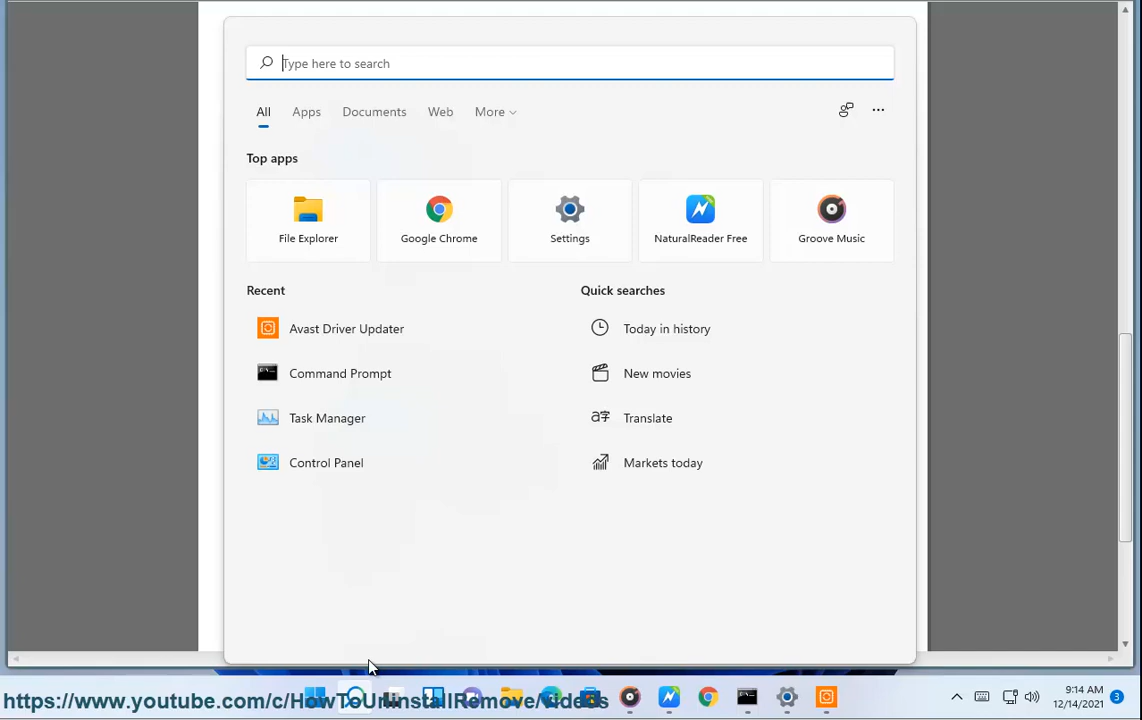 Type here to search
All Apps Documents Web More
Top apps
File Explorer Google Chrome Settings NaturalReader Free Groove Music
Recent Quick searches
Avast Driver Updater Today in history
Command Prompt New movies
Task Manager Translate
Control Panel Markets today
https://www.youtube.com/c/HowToUninstallRemove/videos
9:14 AM
12/14/2021 3